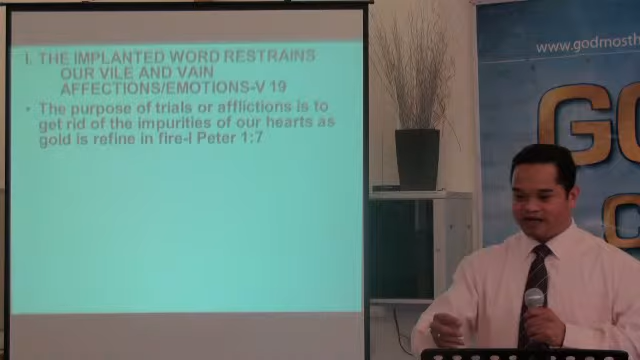 I. THE IMPLANTED WORD RESTRAINS
OUR VILE AND VAIN
AFFECTIONS/EMOTIONS-V 19
• The purpose of trials or afflictions is to
get rid of the impurities of our hearts as
gold is refine in fire-I Peter 1:7
www.godmosth
GO